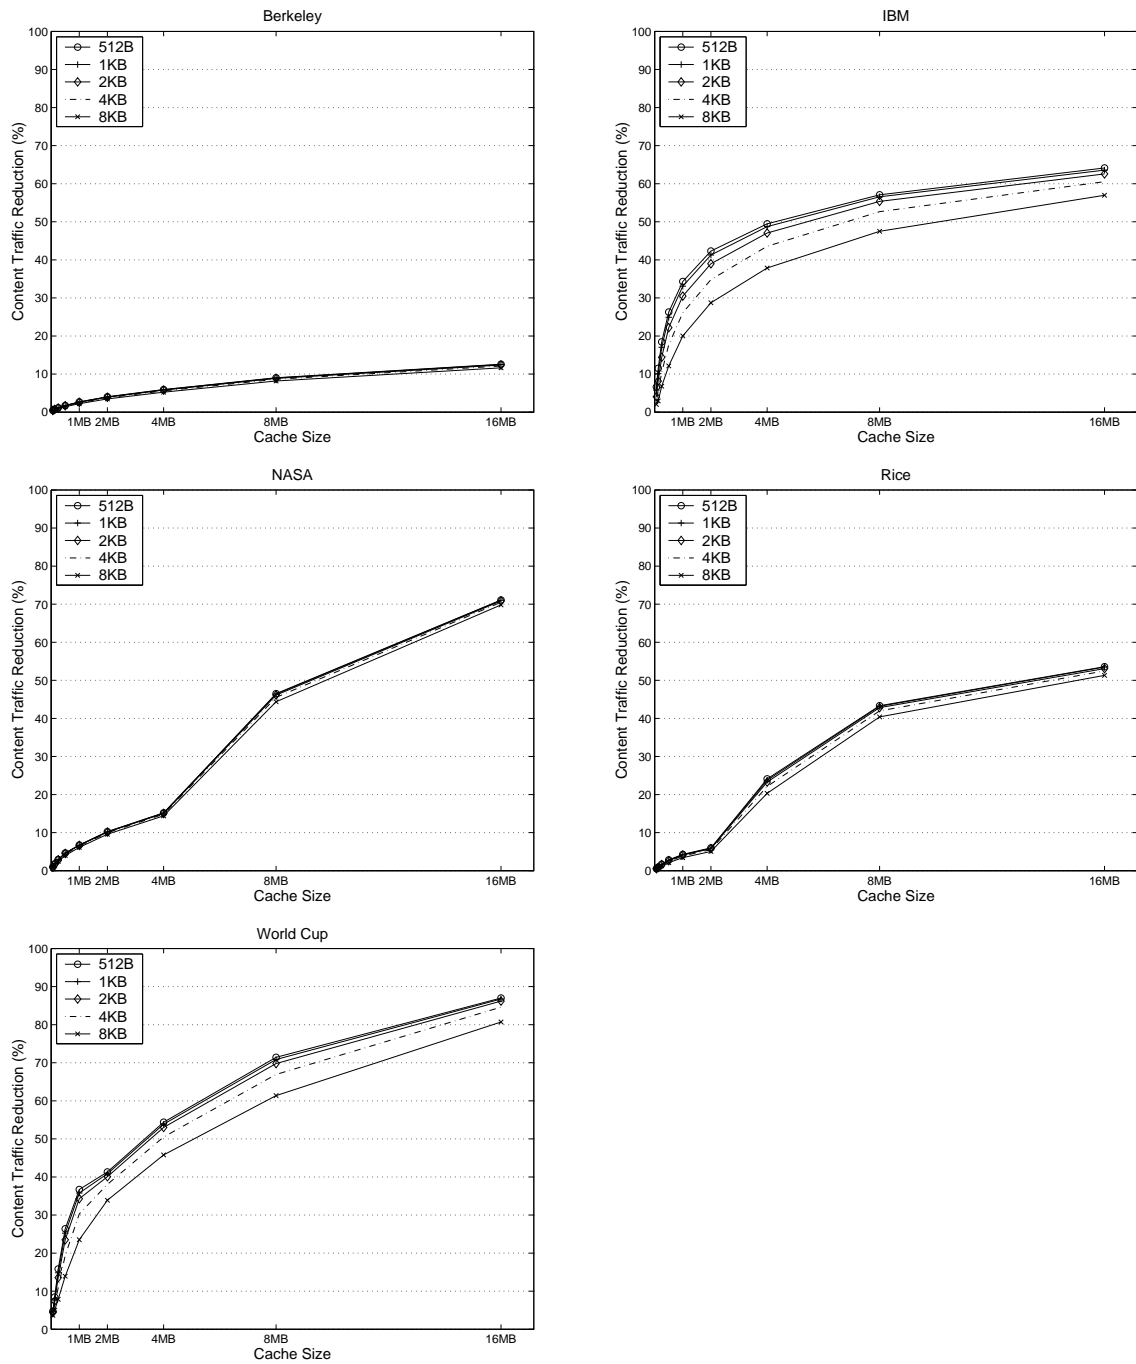 Berkeley
100
90
80
70
60
50
40
30
20
10
0
512B
1KB
2KB
4KB
8KB
Content Traffic Reduction (%)
1MB 2MB 4MB 8MB 16MB
Cache Size
IBM
100
90
80
70
60
50
40
30
20
10
0
512B
1KB
2KB
4KB
8KB
Content Traffic Reduction (%)
1MB 2MB 4MB 8MB 16MB
Cache Size
NASA
100
90
80
70
60
50
40
30
20
10
0
512B
1KB
2KB
4KB
8KB
Content Traffic Reduction (%)
1MB 2MB 4MB 8MB 16MB
Cache Size
Rice
100
90
80
70
60
50
40
30
20
10
0
512B
1KB
2KB
4KB
8KB
Content Traffic Reduction (%)
1MB 2MB 4MB 8MB 16MB
Cache Size
World Cup
100
90
80
70
60
50
40
30
20
10
0
512B
1KB
2KB
4KB
8KB
Content Traffic Reduction (%)
1MB 2MB 4MB 8MB 16MB
Cache Size